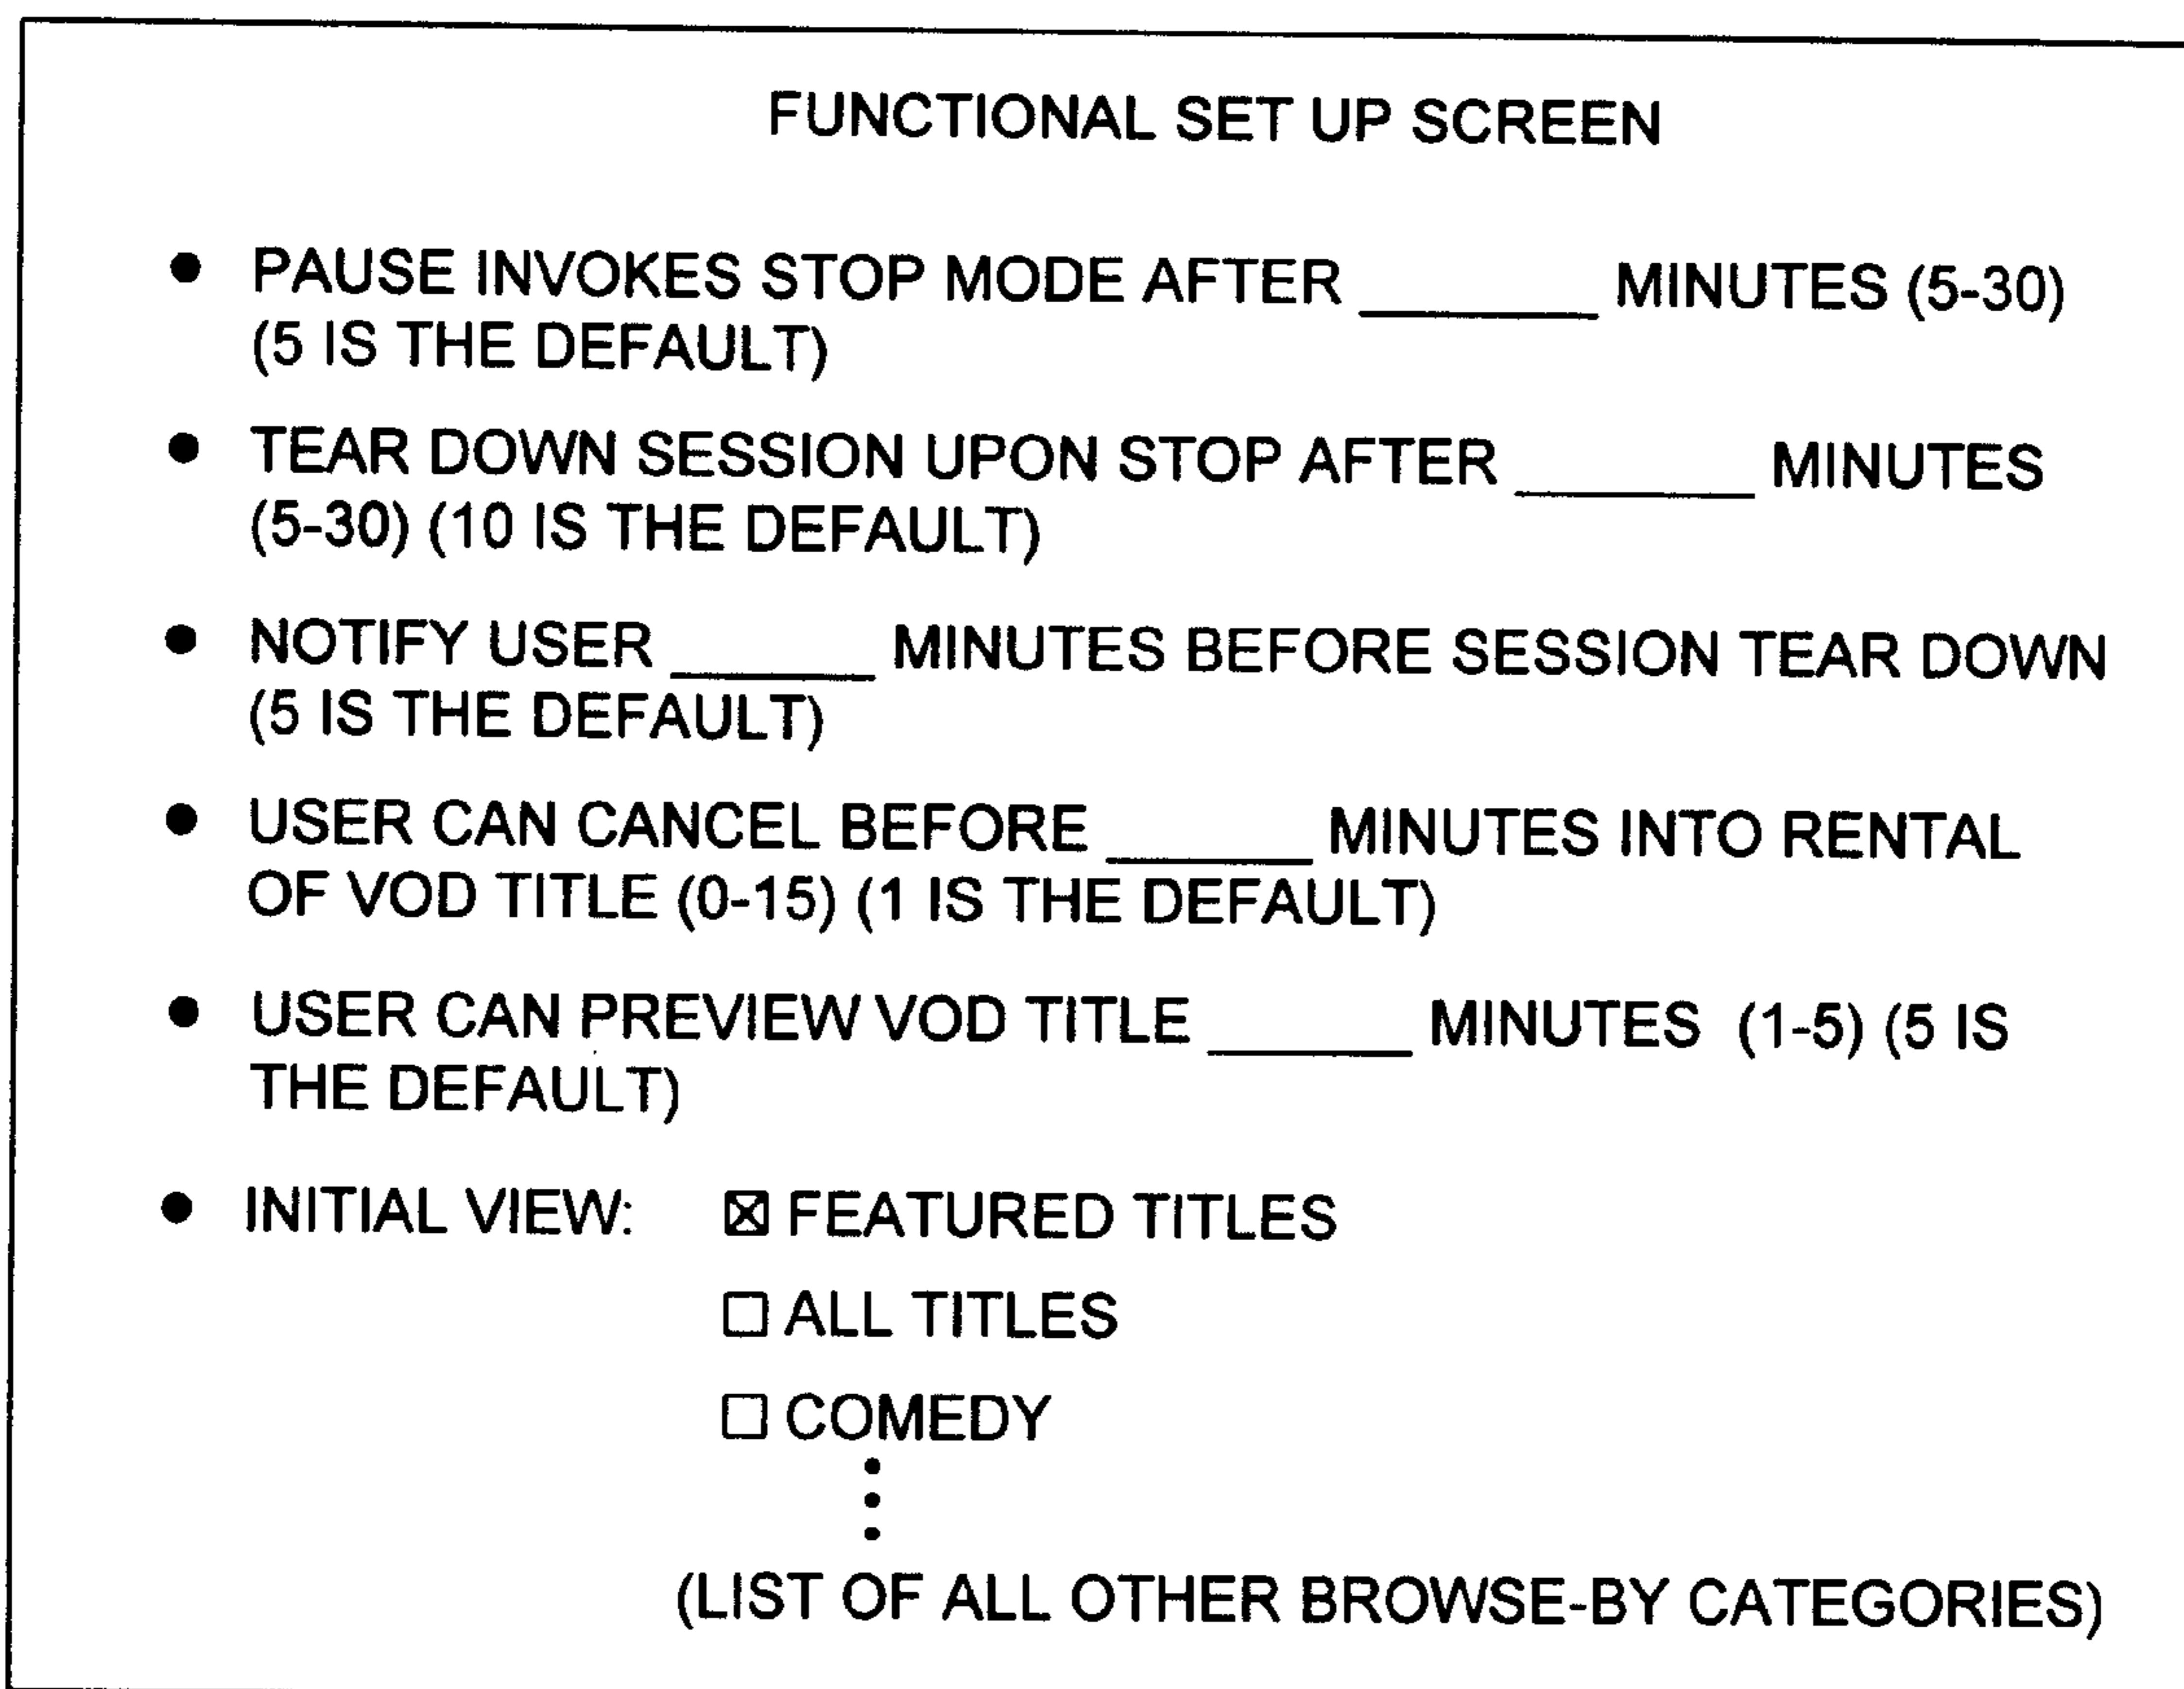 FUNCTIONAL SET UP SCREEN
• PAUSE INVOKES STOP MODE AFTER ______ MINUTES (5-30)
(5 IS THE DEFAULT)
• TEAR DOWN SESSION UPON STOP AFTER ______ MINUTES
(5-30) (10 IS THE DEFAULT)
• NOTIFY USER ______ MINUTES BEFORE SESSION TEAR DOWN
(5 IS THE DEFAULT)
• USER CAN CANCEL BEFORE ______ MINUTES INTO RENTAL
OF VOD TITLE (0-15) (1 IS THE DEFAULT)
• USER CAN PREVIEW VOD TITLE ______ MINUTES (1-5) (5 IS
THE DEFAULT)
• INITIAL VIEW: ☒ FEATURED TITLES
☐ ALL TITLES
☐ COMEDY
(LIST OF ALL OTHER BROWSE-BY CATEGORIES)